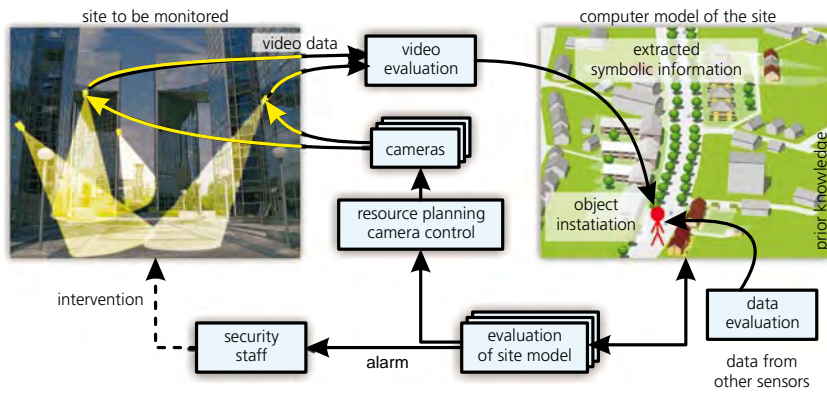 site to be monitored
computer model of the site
video data
video
evaluation
extracted
symbolic information
cameras
prior knowledge
resource planning
camera control
object
instatiation
intervention
data
evaluation
security
staff
alarm
evaluation
of site model
data from
other sensors